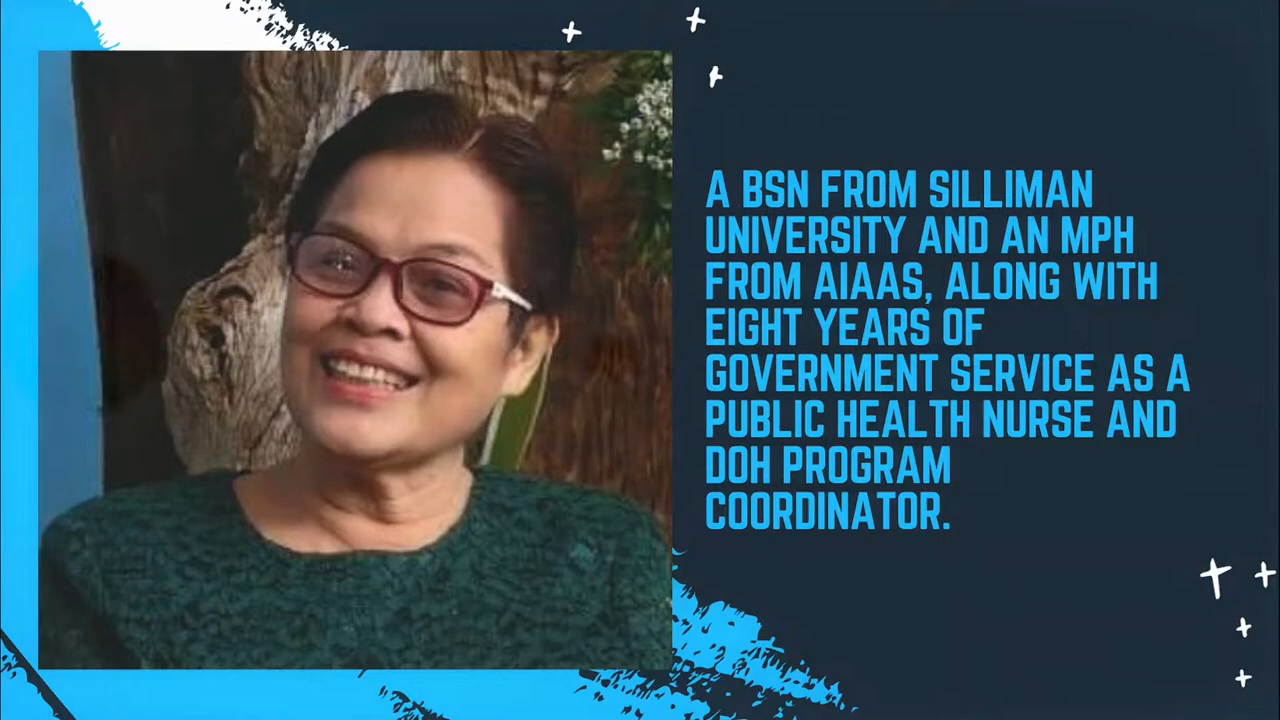 A BSN FROM SILLIMAN
UNIVERSITY AND AN MPH
FROM AIAAS, ALONG WITH
EIGHT YEARS OF
GOVERNMENT SERVICE AS A
PUBLIC HEALTH NURSE AND
DOH PROGRAM
COORDINATOR.